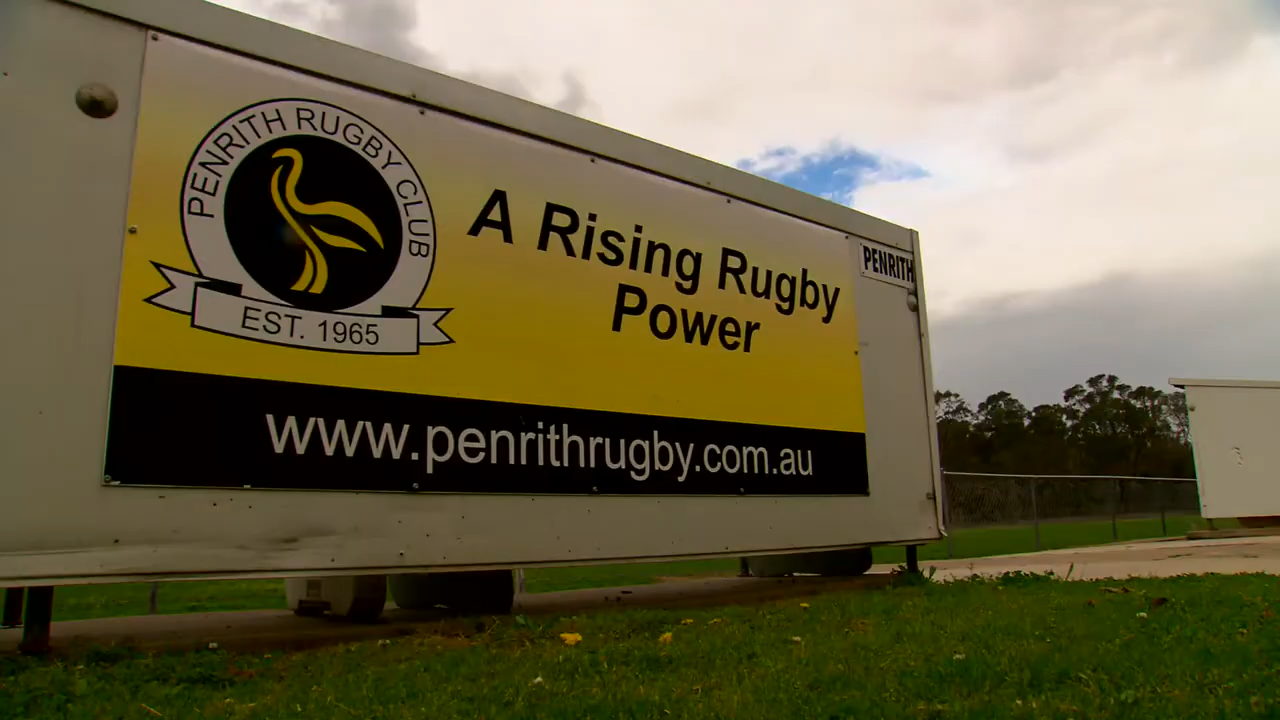 PENRITH RUGBY CLUB
EST. 1965
A Rising Rugby
Power
PENRITH
www.penrithrugby.com.au